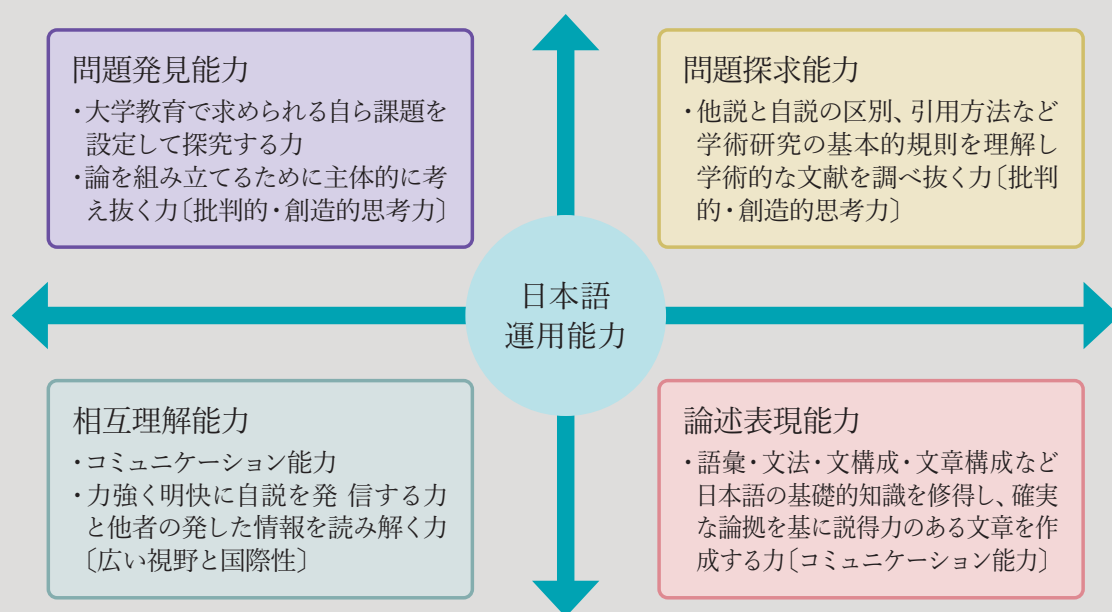 問題発見能力
・大学教育で求められる自ら課題を
設定して探究する力
・論を組み立てるために主体的に考
え抜く力〔批判的・創造的思考力〕
問題探求能力
・他説と自説の区別、引用方法など
学術研究の基本的規則を理解し
学術的な文献を調べ抜く力〔批判
的・創造的思考力〕
日本語
運用能力
相互理解能力
・コミュニケーション能力
・力強く明快に自説を発 信する力
と他者の発した情報を読み解く力
〔広い視野と国際性〕
論述表現能力
・語彙・文法・文構成・文章構成など
日本語の基礎的知識を修得し、確実
な論拠を基に説得力のある文章を作
成する力〔コミュニケーション能力〕